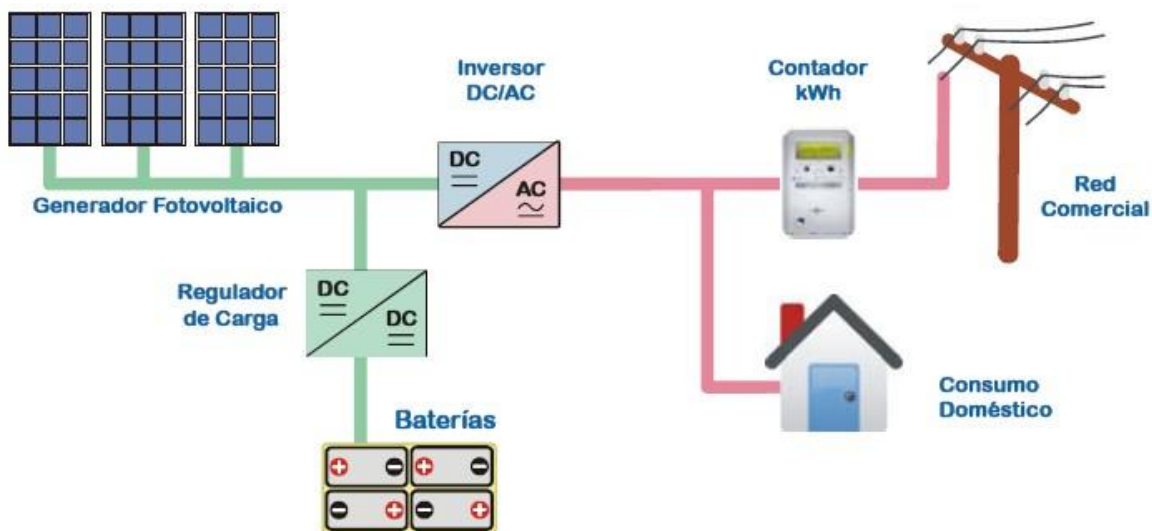 Inversor
DC/AC
Contador
kWh
DC
AC
Generador Fotovoltaico
Red
Comercial
Regulador
de Carga
DC
DC
Consumo
Doméstico
Baterías